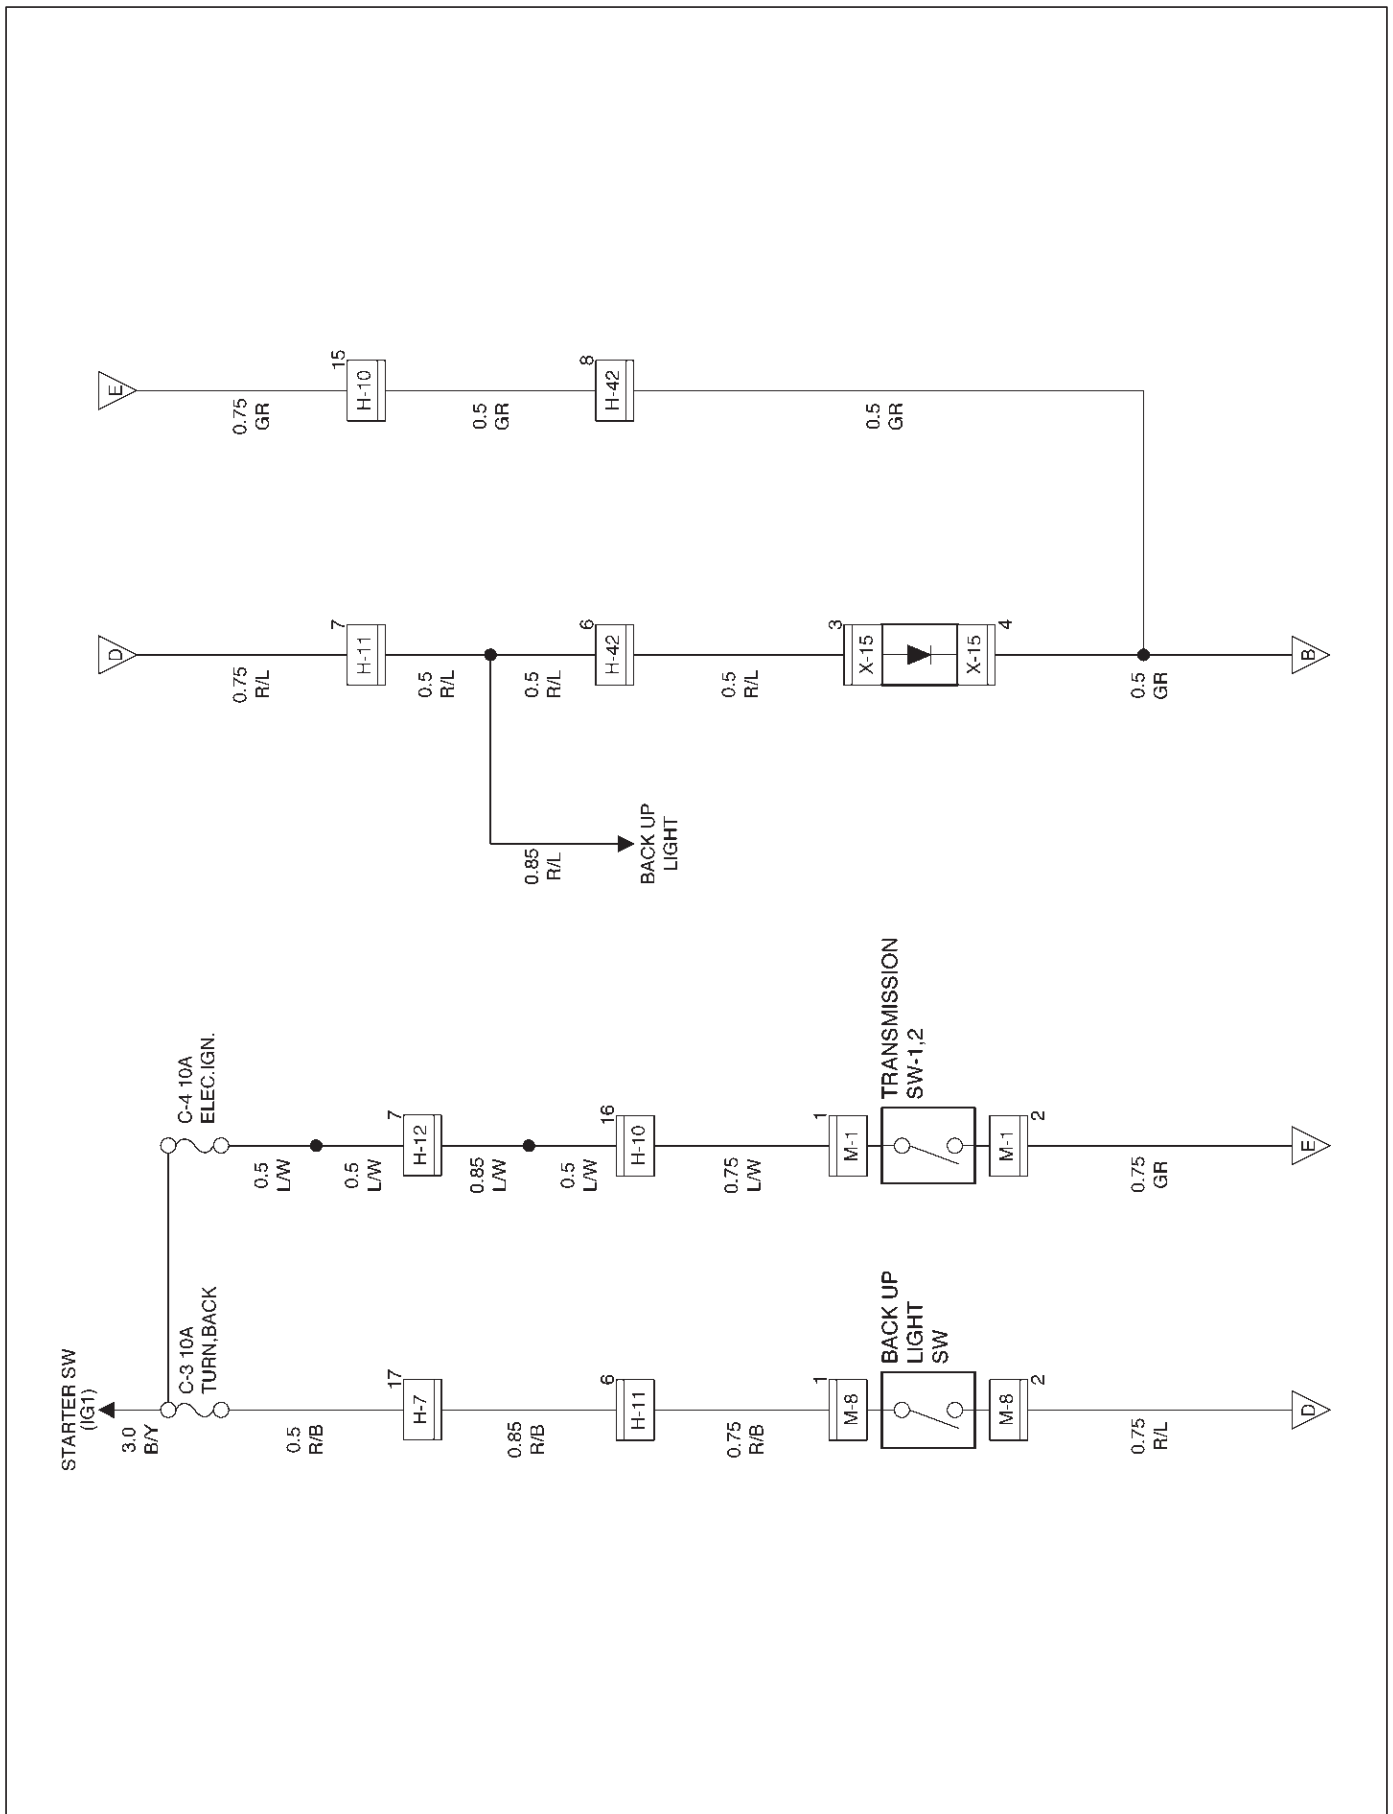 STARTER SW
(IG1)
3.0
B/Y
C-3 10A
TURN,BACK
0.5
R/B
17
H-7
0.85
R/B
6
H-11
0.75
R/B
1
M-8
BACK UP
LIGHT
SW
M-8
2
0.75
R/L
D
C-4 10A
ELEC.IGN.
0.5
L/W
0.5
L/W
7
H-12
0.85
L/W
0.5
L/W
16
H-10
0.75
L/W
1
M-1
TRANSMISSION
SW-1,2
M-1
2
0.75
GR
E
D
0.75
R/L
7
H-11
0.5
R/L
0.85
R/L
BACK UP
LIGHT
0.5
R/L
6
H-42
0.5
R/L
3
X-15
X-15
4
0.5
GR
B
E
0.75
GR
15
H-10
0.5
GR
8
H-42
0.5
GR